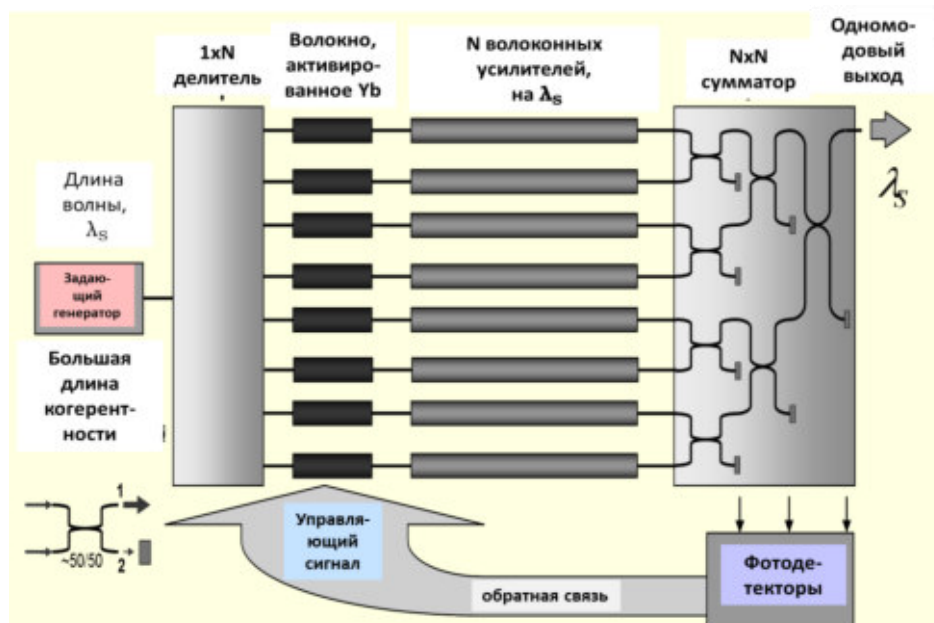 1xN
делитель
Волокно,
активиро-
ванное Yb
N волоконных
усилителей,
на λs
NxN
сумматор
Одномо-
довый
выход
λS
Длина
волны,
λs
Задаю-
щий
генератор
Большая
длина
когерент-
ности
1
~50/50
2
Управля-
ющий
сигнал
обратная связь
Фотоде-
текторы